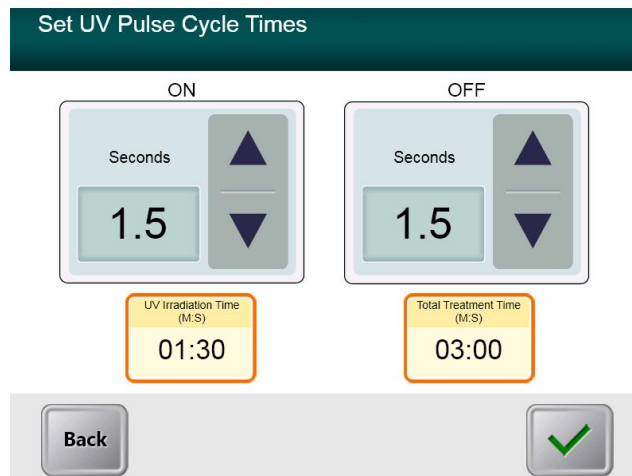 Set UV Pulse Cycle Times
ON
OFF
Seconds
Seconds
1.5
1.5
UV Irradiation Time
(M:S)
01:30
Total Treatment Time
(M:S)
03:00
Back